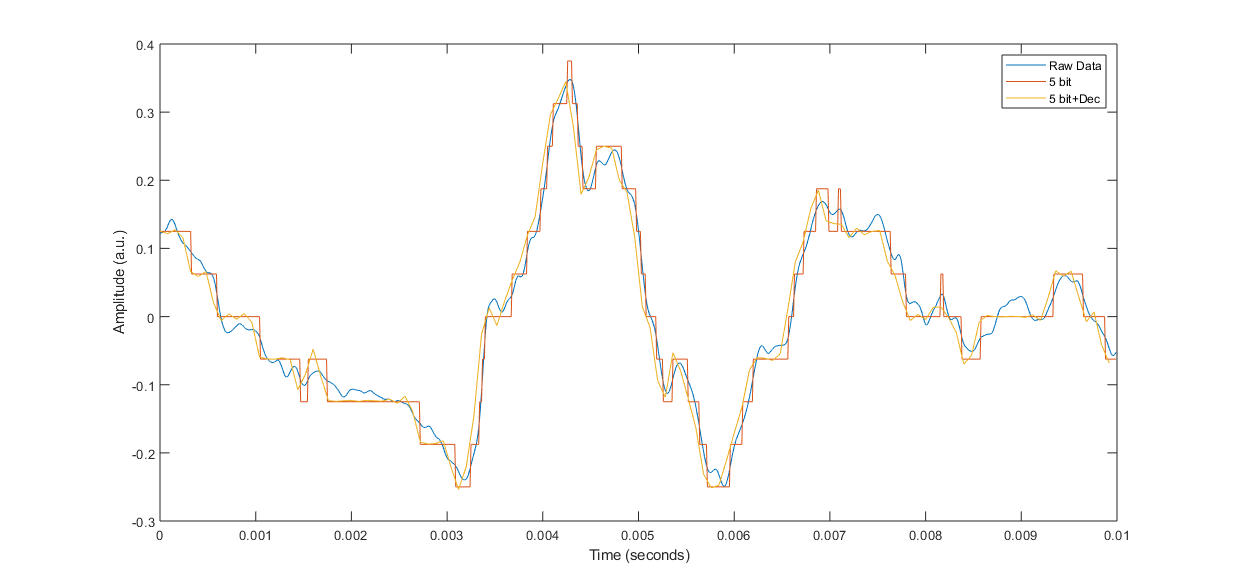 0.4
0.3
0.2
0.1
0
-0.1
-0.2
-0.3
Amplitude (a.u.)
Raw Data
5 bit
5 bit+Dec
0 0.001 0.002 0.003 0.004 0.005 0.006 0.007 0.008 0.009 0.01
Time (seconds)